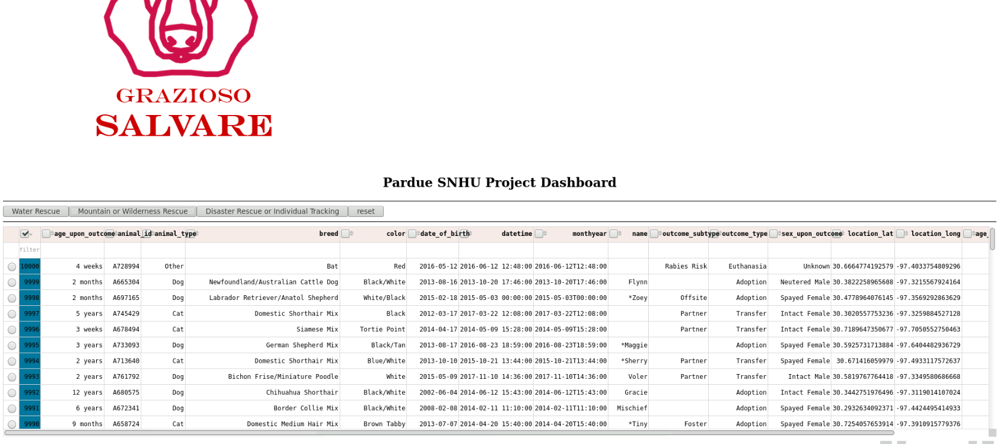 GRAZIOSO
SALVARE
Pardue SNHU Project Dashboard
Water Rescue Mountain or Wilderness Rescue Disaster Rescue or Individual Tracking reset
age_upon_outcome animal_id animal_type breed color date_of_birth datetime monthyear name outcome_subtype outcome_type sex_upon_outcome location_lat location_long age_
filter
10000 4 weeks A728994 Other Bat Red 2016-05-12 2016-06-12 12:48:00 2016-06-12T12:48:00 Rabies Risk Euthanasia Unknown 30.6664774192579 -97.4033754809296
9999 2 months A665304 Dog Newfoundland/Australian Cattle Dog Black/White 2013-08-16 2013-10-20 17:46:00 2013-10-20T17:46:00 Flynn Adoption Neutered Male 30.3822258965608 -97.3215567924164
9998 2 months A697165 Dog Labrador Retriever/Anatol Shepherd White/Black 2015-02-18 2015-05-03 00:00:00 2015-05-03T00:00:00 *Zoey Offsite Adoption Spayed Female 30.4778964076145 -97.3569292863629
9997 5 years A745429 Cat Domestic Shorthair Mix Black 2012-03-17 2017-03-22 12:08:00 2017-03-22T12:08:00 Partner Transfer Intact Female 30.3020557753236 -97.3259884527128
9996 3 weeks A678494 Cat Siamese Mix Tortie Point 2014-04-17 2014-05-09 15:28:00 2014-05-09T15:28:00 Partner Transfer Intact Female 30.7189647350677 -97.7050552750463
9995 3 years A733093 Dog German Shepherd Mix Black/Tan 2013-08-17 2016-08-23 18:59:00 2016-08-23T18:59:00 *Maggie Adoption Spayed Female 30.5925731713884 -97.6404482936729
9994 2 years A713640 Cat Domestic Shorthair Mix Blue/White 2013-10-10 2015-10-21 13:44:00 2015-10-21T13:44:00 *Sherry Partner Transfer Spayed Female 30.671416059979 -97.4933117572637
9993 2 years A761792 Dog Bichon Frise/Miniature Poodle White 2015-05-09 2017-11-10 14:36:00 2017-11-10T14:36:00 Voler Partner Transfer Intact Male 30.5819767764418 -97.3349580686668
9992 12 years A680575 Dog Chihuahua Shorthair Black/White 2002-06-04 2014-06-12 15:43:00 2014-06-12T15:43:00 Gracie Adoption Intact Female 30.3442751976496 -97.3119014107024
9991 6 years A672341 Dog Border Collie Mix Black/White 2008-02-08 2014-02-11 11:10:00 2014-02-11T11:10:00 Mischief Adoption Spayed Female 30.2932634092371 -97.4424495414933
9990 9 months A658724 Cat Domestic Medium Hair Mix Brown Tabby 2013-07-07 2014-04-20 15:40:00 2014-04-20T15:40:00 *Tiny Foster Adoption Spayed Female 30.7254057653914 -97.3910915779376